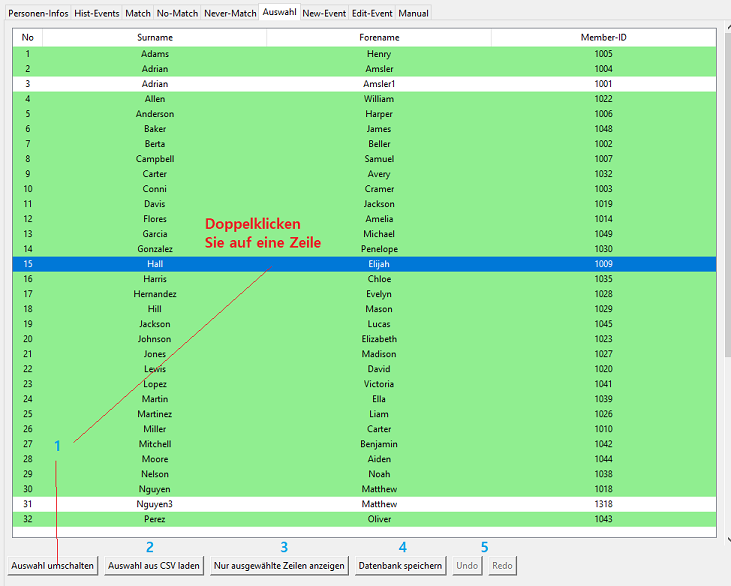 Personen-Infos Hist-Events Match No-Match Never-Match Auswahl New-Event Edit-Event Manual
No Surname Forename Member-ID
1 Adams Henry 1005
2 Adrian Amsler 1004
3 Adrian Amsler1 1001
4 Allen William 1022
5 Anderson Harper 1006
6 Baker James 1048
7 Berta Beller 1002
8 Campbell Samuel 1007
9 Carter Avery 1032
10 Conni Cramer 1003
11 Davis Jackson 1019
12 Flores Amelia 1014
13 Garcia Michael 1049
14 Gonzalez Penelope 1030
Doppelklicken
Sie auf eine Zeile
15 Hall Elijah 1009
16 Harris Chloe 1035
17 Hernandez Evelyn 1028
18 Hill Mason 1029
19 Jackson Lucas 1045
20 Johnson Elizabeth 1023
21 Jones Madison 1027
22 Lewis David 1020
23 Lopez Victoria 1041
24 Martin Ella 1039
25 Martinez Liam 1026
26 Miller Carter 1010
27 1 Mitchell Benjamin 1042
28 Moore Aiden 1044
29 Nelson Noah 1038
30 Nguyen Matthew 1018
31 Nguyen3 Matthew 1318
32 Perez Oliver 1043
2 3 4 5
Auswahl umschalten Auswahl aus CSV laden Nur ausgewählte Zeilen anzeigen Datenbank speichern Undo Redo